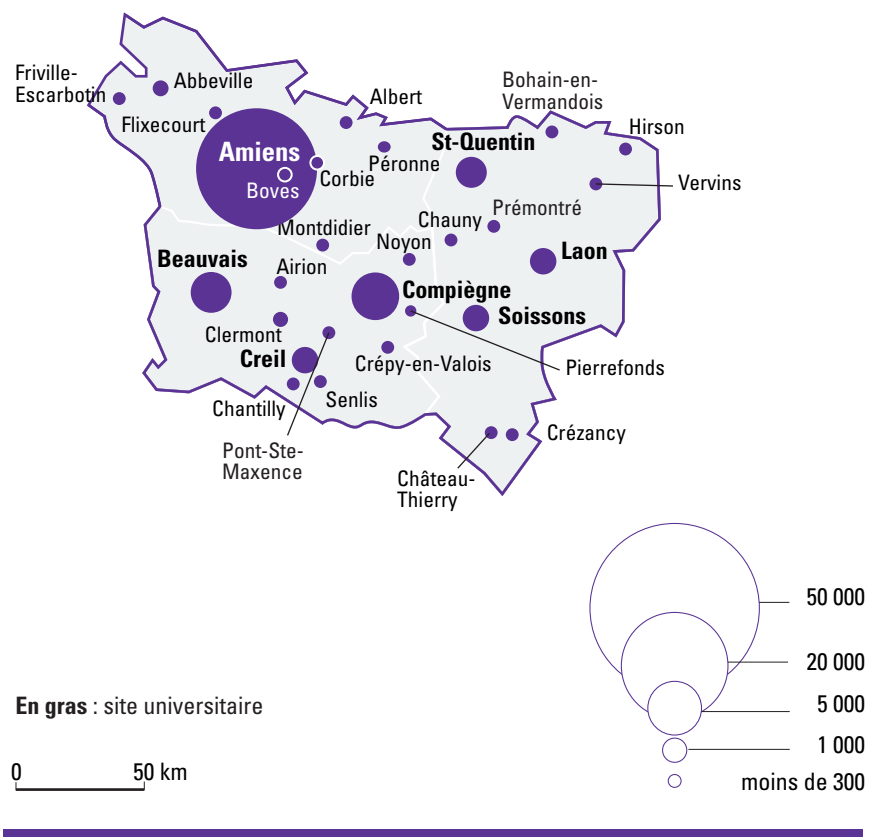 Friville-
Escarbotin
Abbeville
Flixecourt
Albert
Bohain-en-
Vermandois
Hirson
Amiens
St-Quentin
Péronne
Corbie
Boves
Vervins
Prémontré
Chauny
Montdidier
Noyon
Beauvais
Airion
Laon
Compiègne
Soissons
Clermont
Creil
Crépy-en-Valois
Pierrefonds
Chantilly
Senlis
Pont-Ste-
Maxence
Crézancy
Château-
Thierry
50 000
20 000
5 000
1 000
moins de 300
En gras : site universitaire
0 50 km